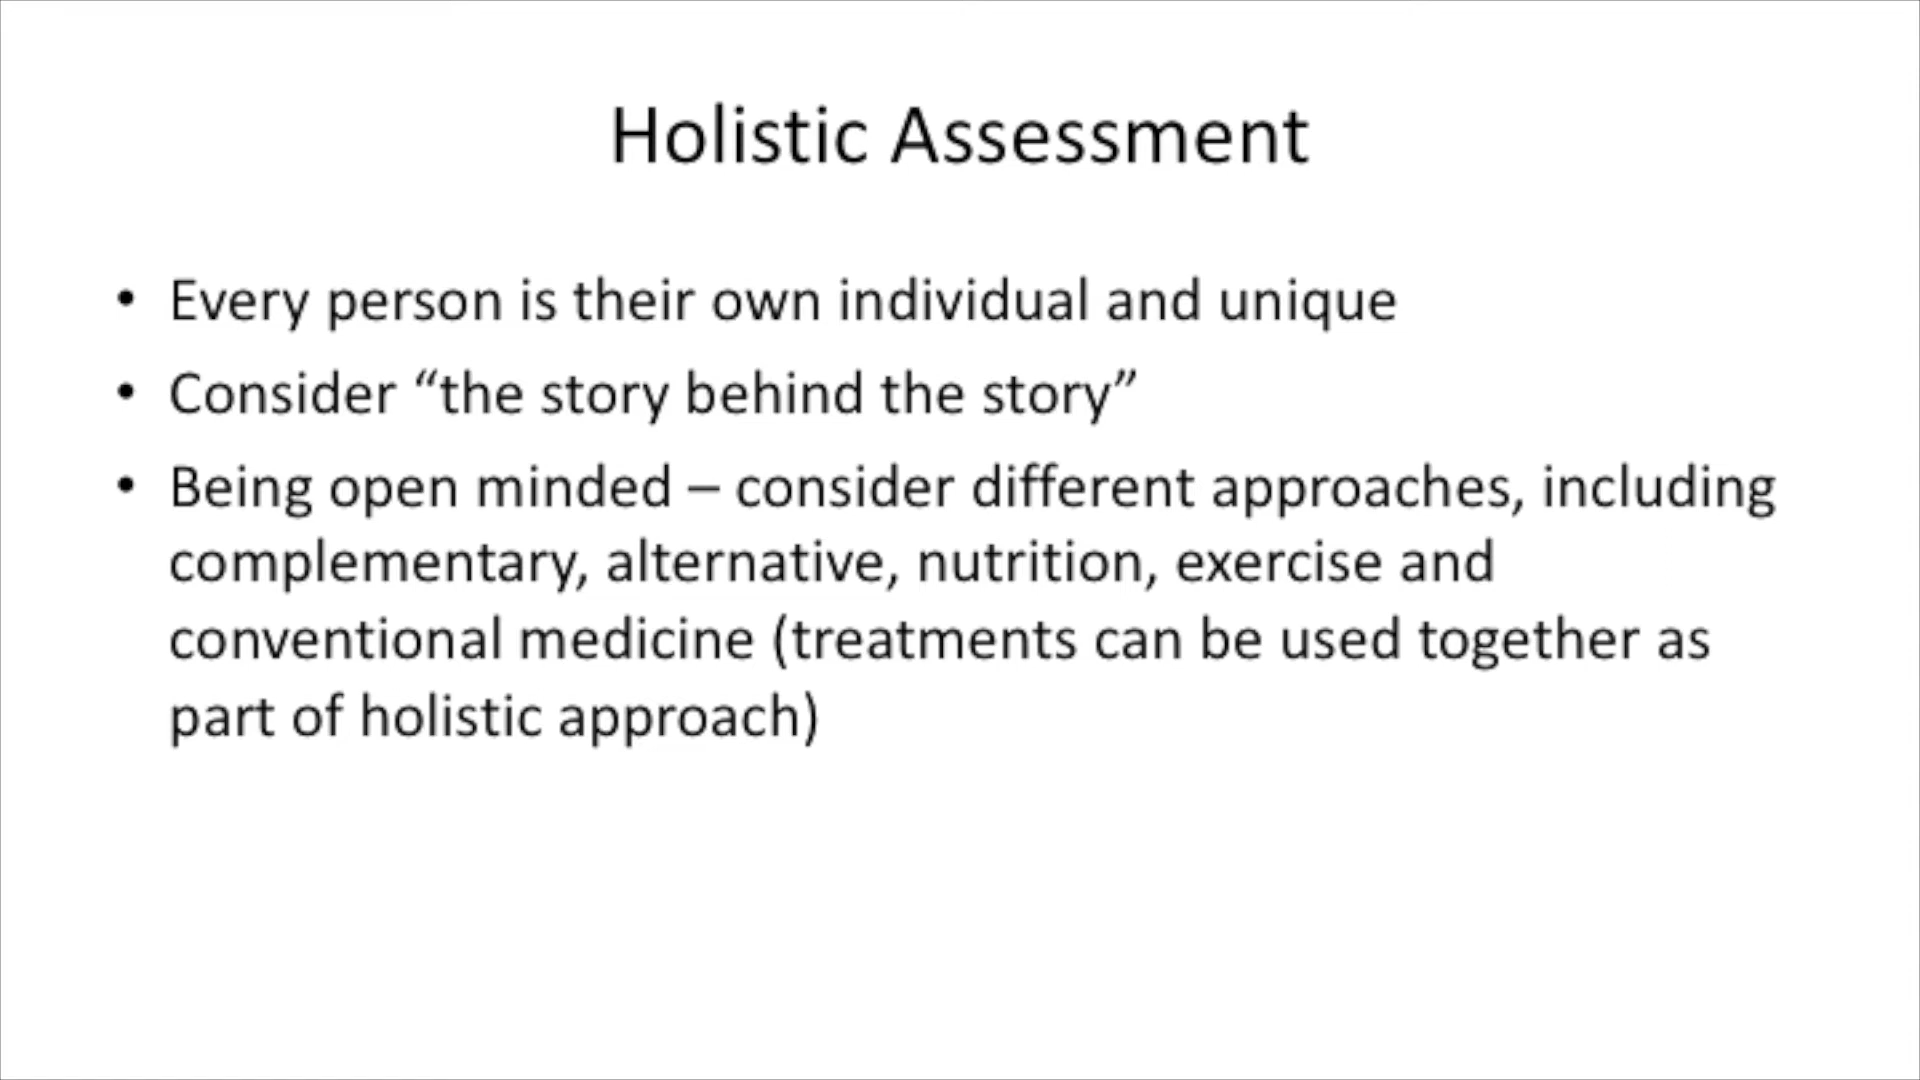 Holistic Assessment
• Every person is their own individual and unique
• Consider “the story behind the story”
• Being open minded – consider different approaches, including
complementary, alternative, nutrition, exercise and
conventional medicine (treatments can be used together as
part of holistic approach)